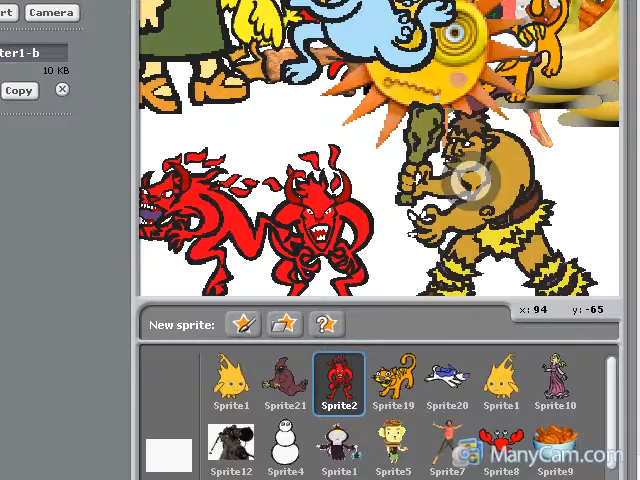 rt Camera
ter1-b
10 KB
Copy
x: 94 y: -65
New sprite:
Sprite1 Sprite21 Sprite2 Sprite19 Sprite20 Sprite1 Sprite10
Sprite12 Sprite4 Sprite1 Sprite5 Sprite7 Sprite8 Sprite9
ManyCam.com